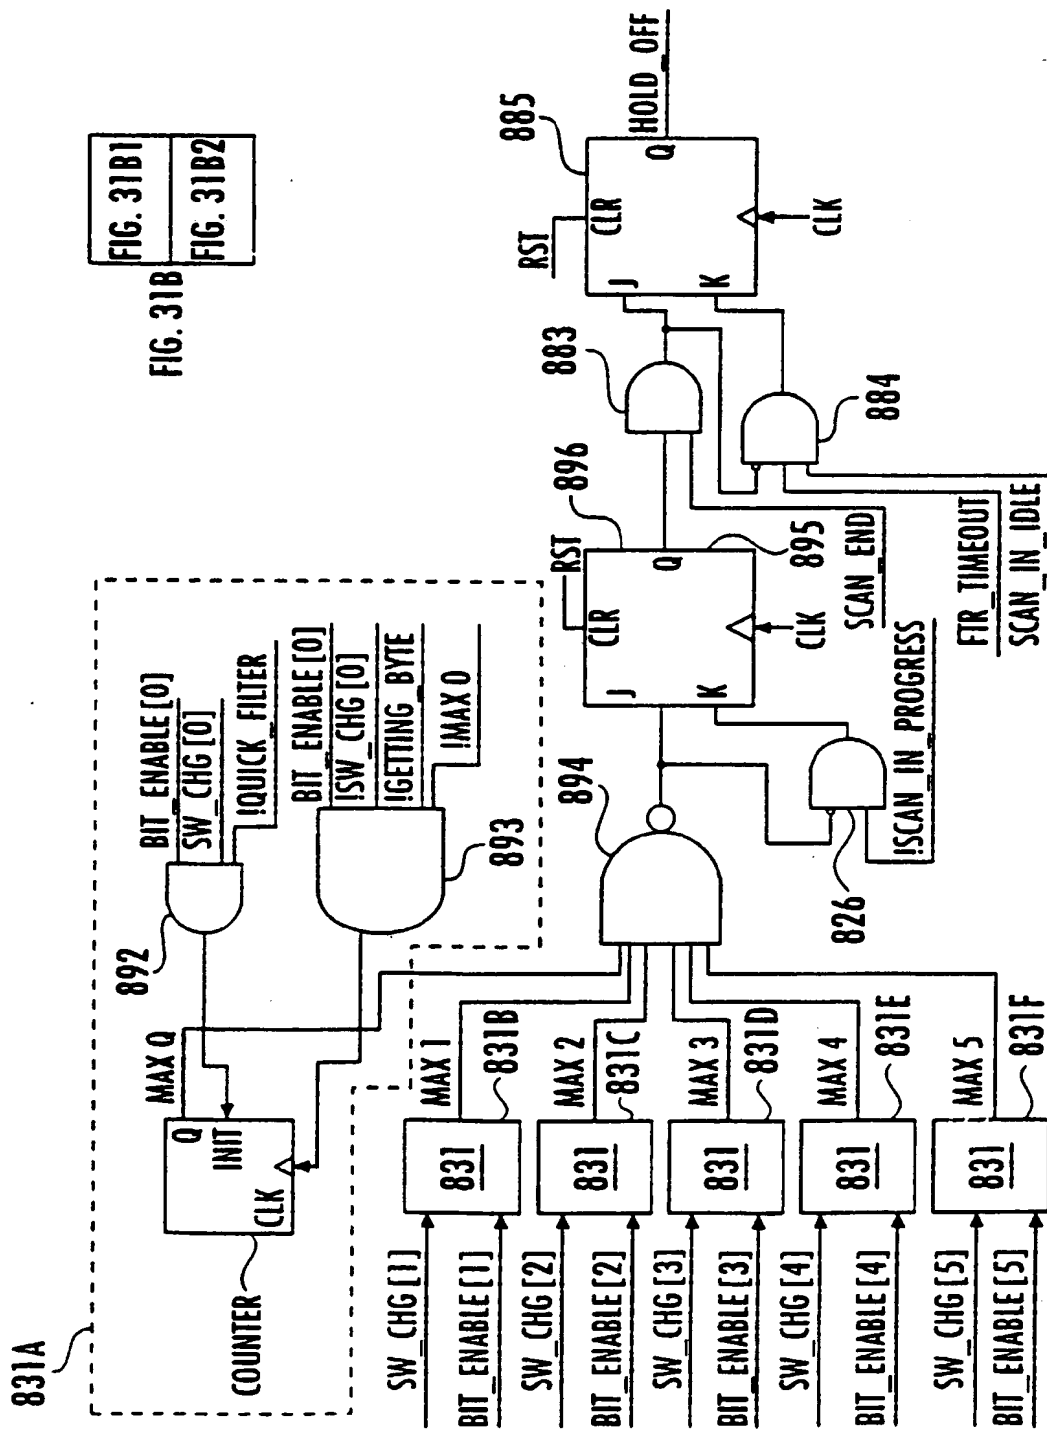 831A
COUNTER
CLK
Q
INIT
MAX Q
892
BIT_ENABLE [0]
SW_CHG [0]
!QUICK_FILTER
893
BIT_ENABLE [0]
!SW_CHG [0]
!GETTING_BYTE
!MAX 0
FIG. 31B
FIG. 31B1
FIG. 31B2
SW_CHG [1]
BIT_ENABLE [1]
831
MAX 1
831B
SW_CHG [2]
BIT_ENABLE [2]
831
MAX 2
831C
SW_CHG [3]
BIT_ENABLE [3]
831
MAX 3
831D
SW_CHG [4]
BIT_ENABLE [4]
831
MAX 4
831E
SW_CHG [5]
BIT_ENABLE [5]
831
MAX 5
831F
894
826
!SCAN_IN_PROGRESS
J
K
CLR
Q
RST
CLK
896
895
SCAN_END
883
884
FTR_TIMEOUT
SCAN_IN_IDLE
J
K
CLR
Q
RST
CLK
885
HOLD_OFF